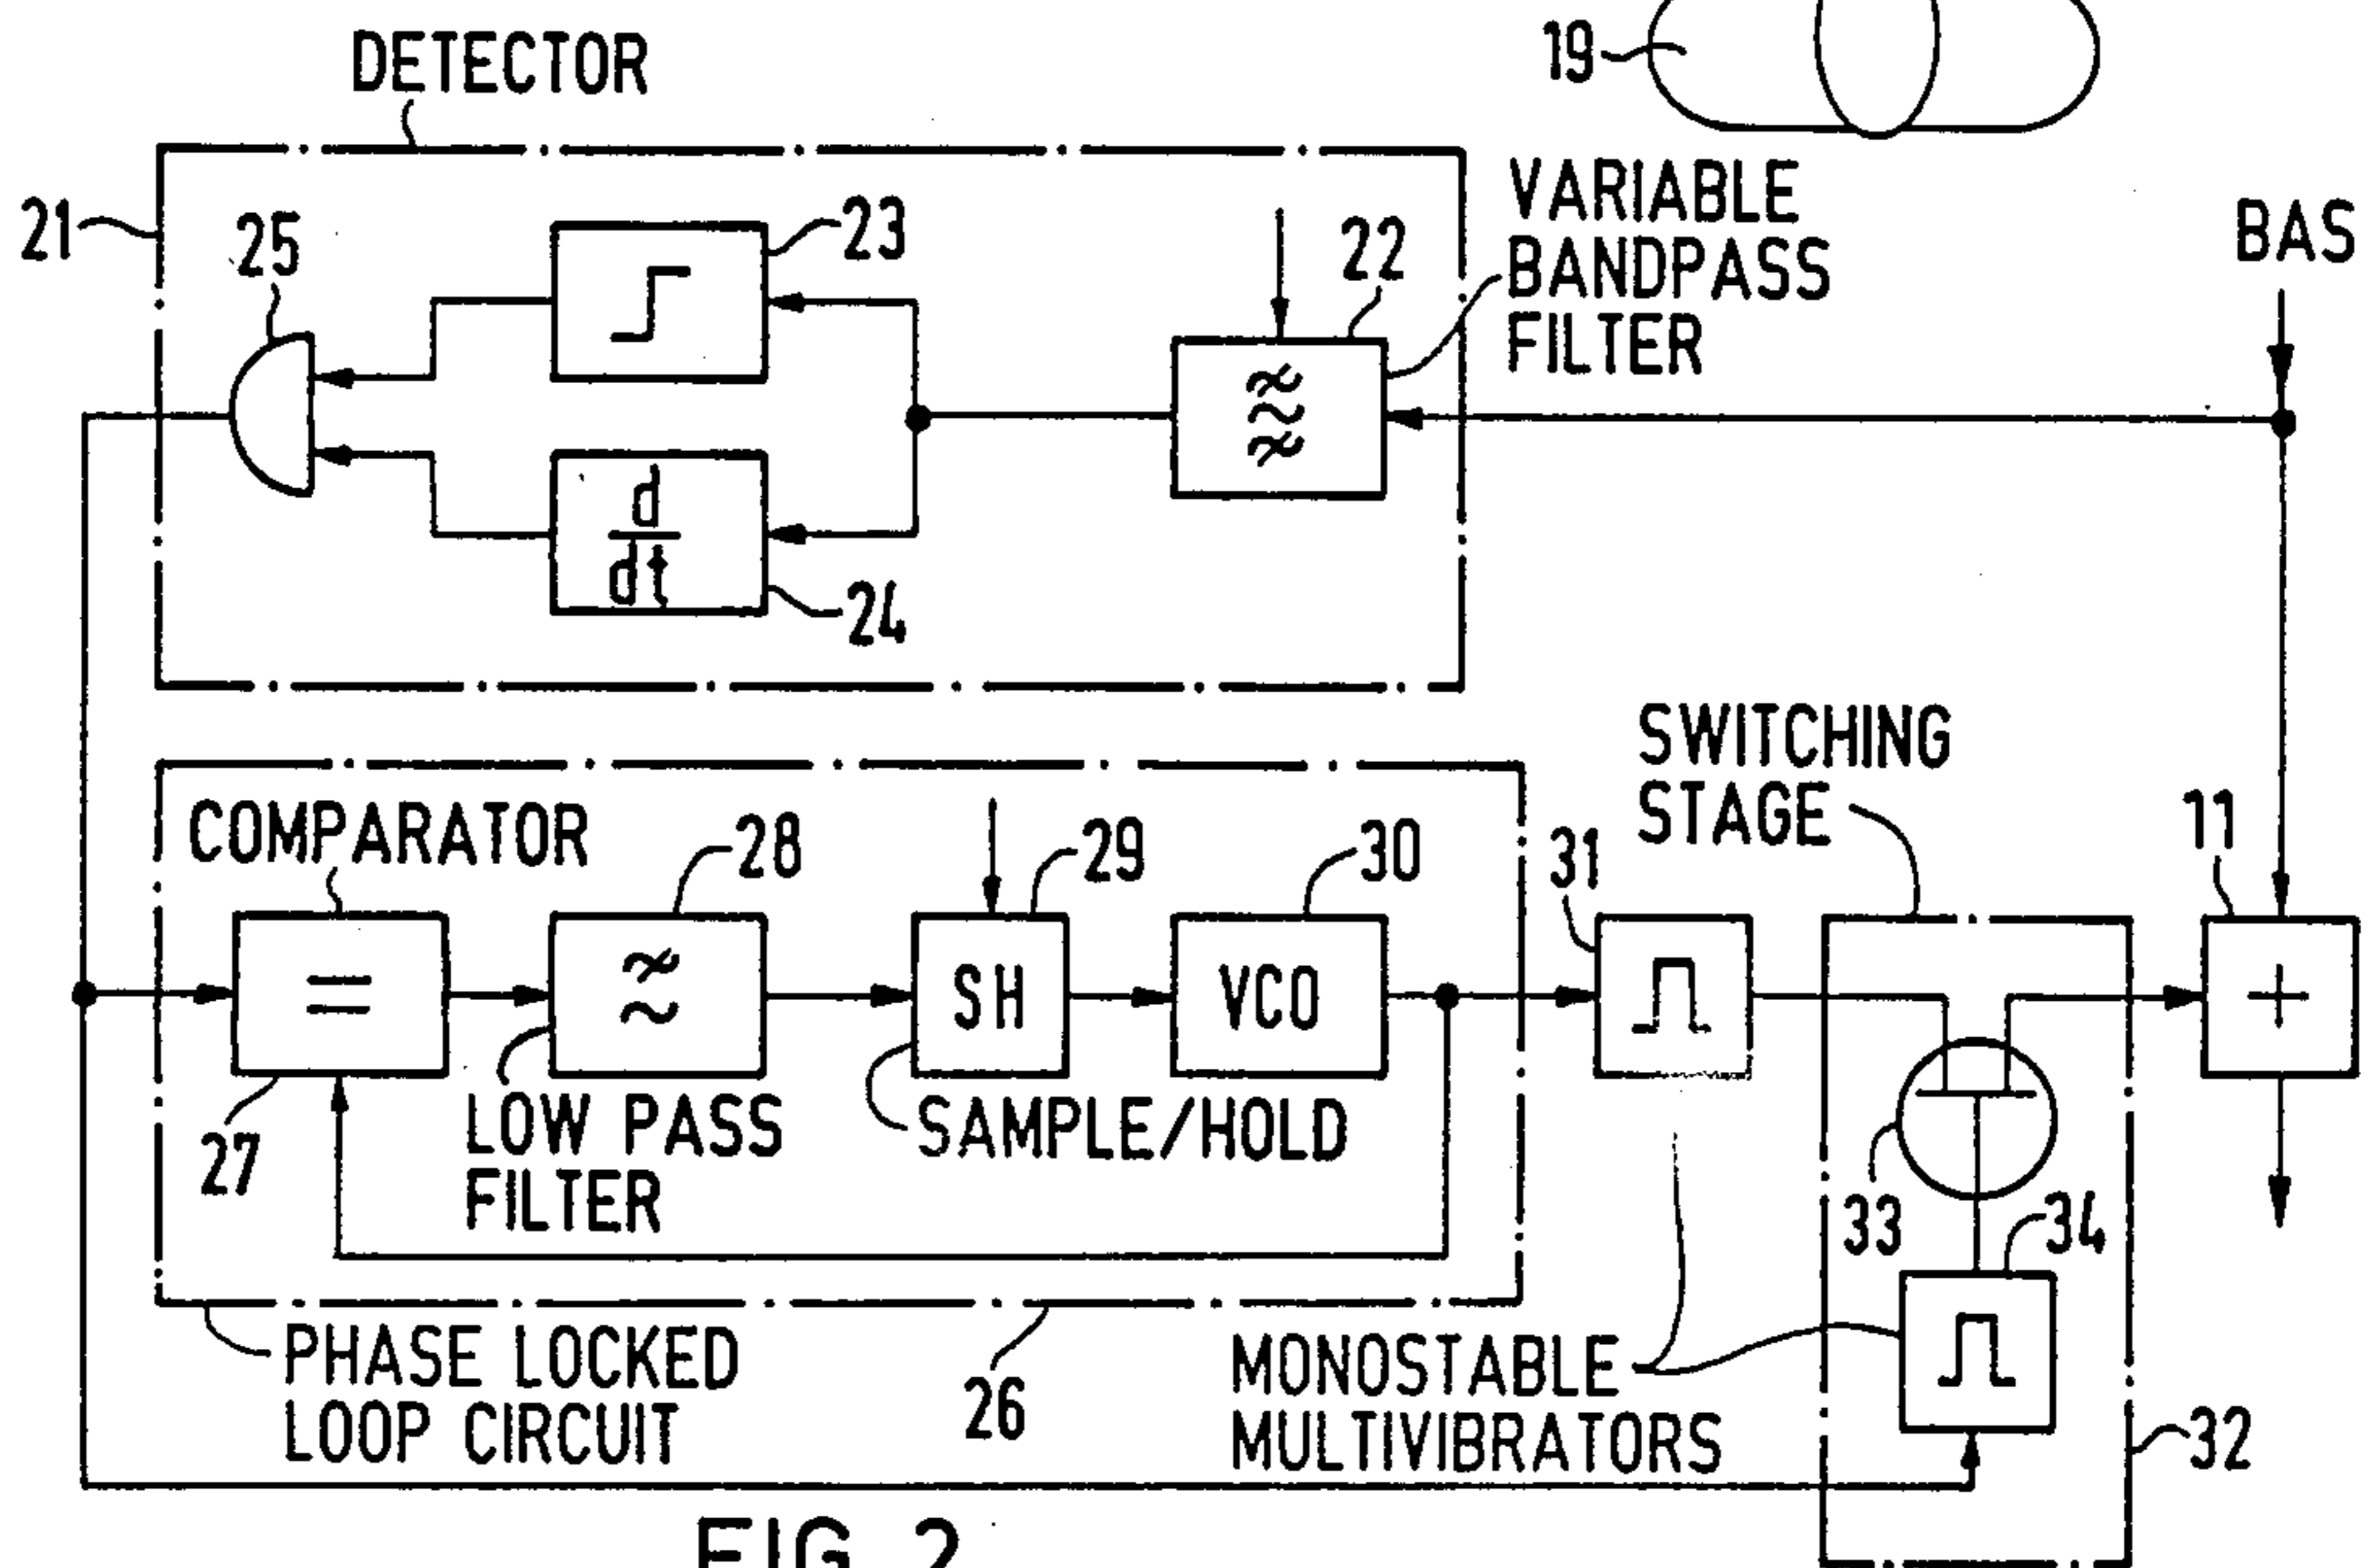 DETECTOR
19
21
25
23
22
VARIABLE
BANDPASS
FILTER
BAS
d
dt
24
SWITCHING
STAGE
COMPARATOR
28
29
30
31
11
=
SH
VCO
+
27
LOW PASS
FILTER
SAMPLE/HOLD
33
34
PHASE LOCKED
LOOP CIRCUIT
26
MONOSTABLE
MULTIVIBRATORS
32
FIG. 2